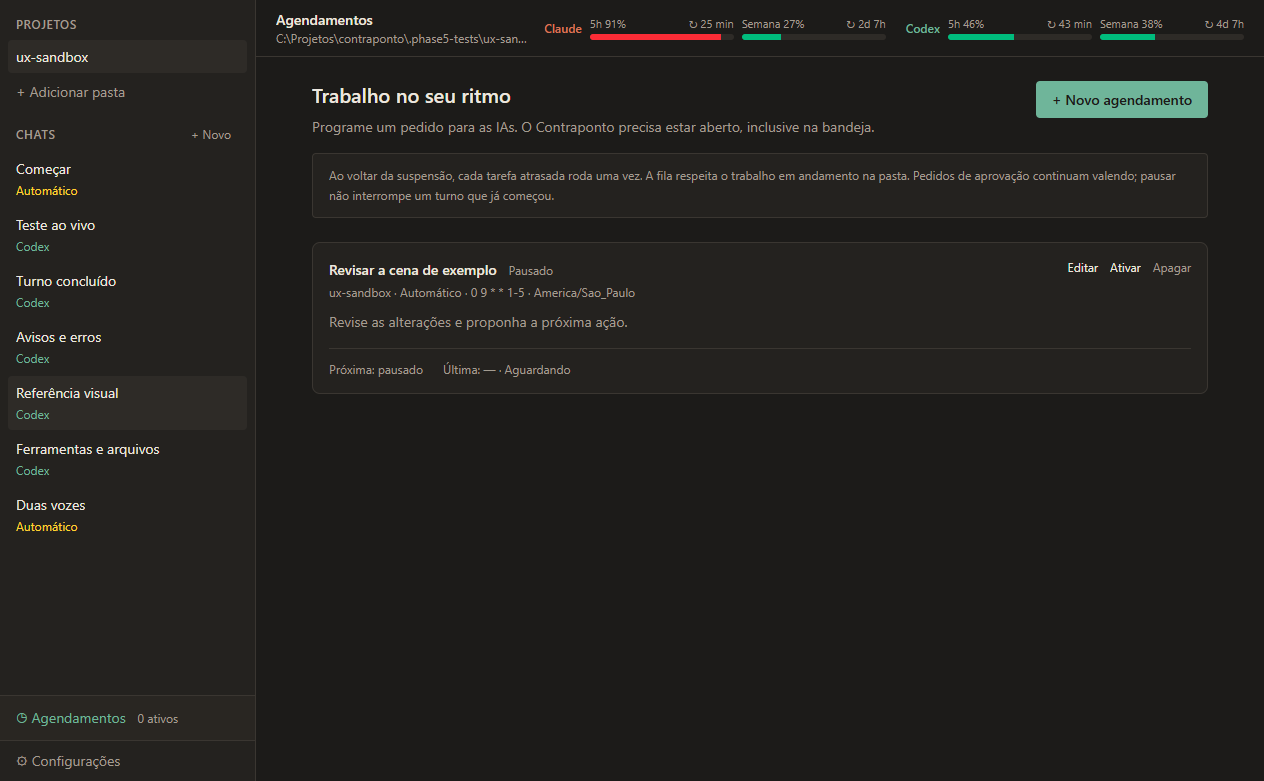 PROJETOS
ux-sandbox
+ Adicionar pasta
CHATS + Novo
Começar
Automático
Teste ao vivo
Codex
Turno concluído
Codex
Avisos e erros
Codex
Referência visual
Codex
Ferramentas e arquivos
Codex
Duas vozes
Automático
◷ Agendamentos 0 ativos
⚙ Configurações
Agendamentos
C:\Projetos\contraponto\.phase5-tests\ux-san...
Claude 5h 91% ↻ 25 min Semana 27% ↻ 2d 7h
Codex 5h 46% ↻ 43 min Semana 38% ↻ 4d 7h
Trabalho no seu ritmo
+ Novo agendamento
Programe um pedido para as IAs. O Contraponto precisa estar aberto, inclusive na bandeja.
Ao voltar da suspensão, cada tarefa atrasada roda uma vez. A fila respeita o trabalho em andamento na pasta. Pedidos de aprovação continuam valendo; pausar
não interrompe um turno que já começou.
Revisar a cena de exemplo Pausado
Editar Ativar Apagar
ux-sandbox · Automático · 0 9 * * 1-5 · America/Sao_Paulo
Revise as alterações e proponha a próxima ação.
Próxima: pausado Última: — · Aguardando